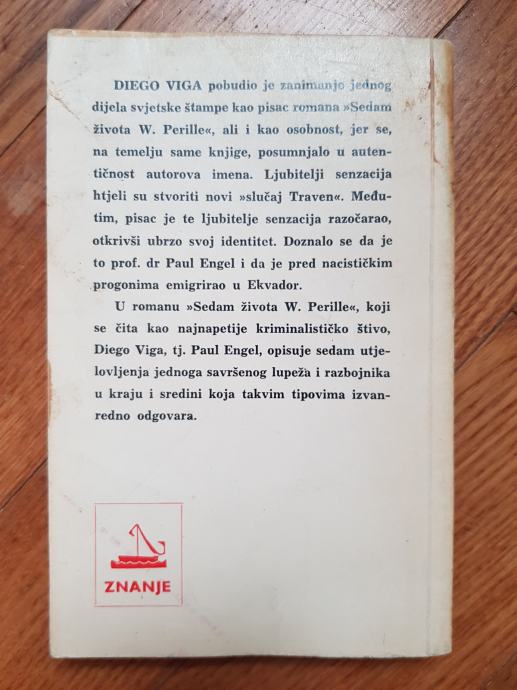 DIEGO VIGA pobudio je zanimanje jednog
dijela svjetske štampe kao pisac romana »Sedam
života W. Perille«, ali i kao osobnost, jer se,
na temelju same knjige, posumnjalo u auten-
tičnost autorova imena. Ljubitelji senzacija
htjeli su stvoriti novi »slučaj Traven«. Među-
tim, pisac je te ljubitelje senzacija razočarao,
otkrivši ubrzo svoj identitet. Doznalo se da je
to prof. dr Paul Engel i da je pred nacističkim
progonima emigrirao u Ekvador.
U romanu »Sedam života W. Perille«, koji
se čita kao najnapetije kriminalističko štivo,
Diego Viga, tj. Paul Engel, opisuje sedam utje-
lovljenja jednoga savršenog lupeža i razbojnika
u kraju i sredini koja takvim tipovima izvan-
redno odgovara.
ZNANJE